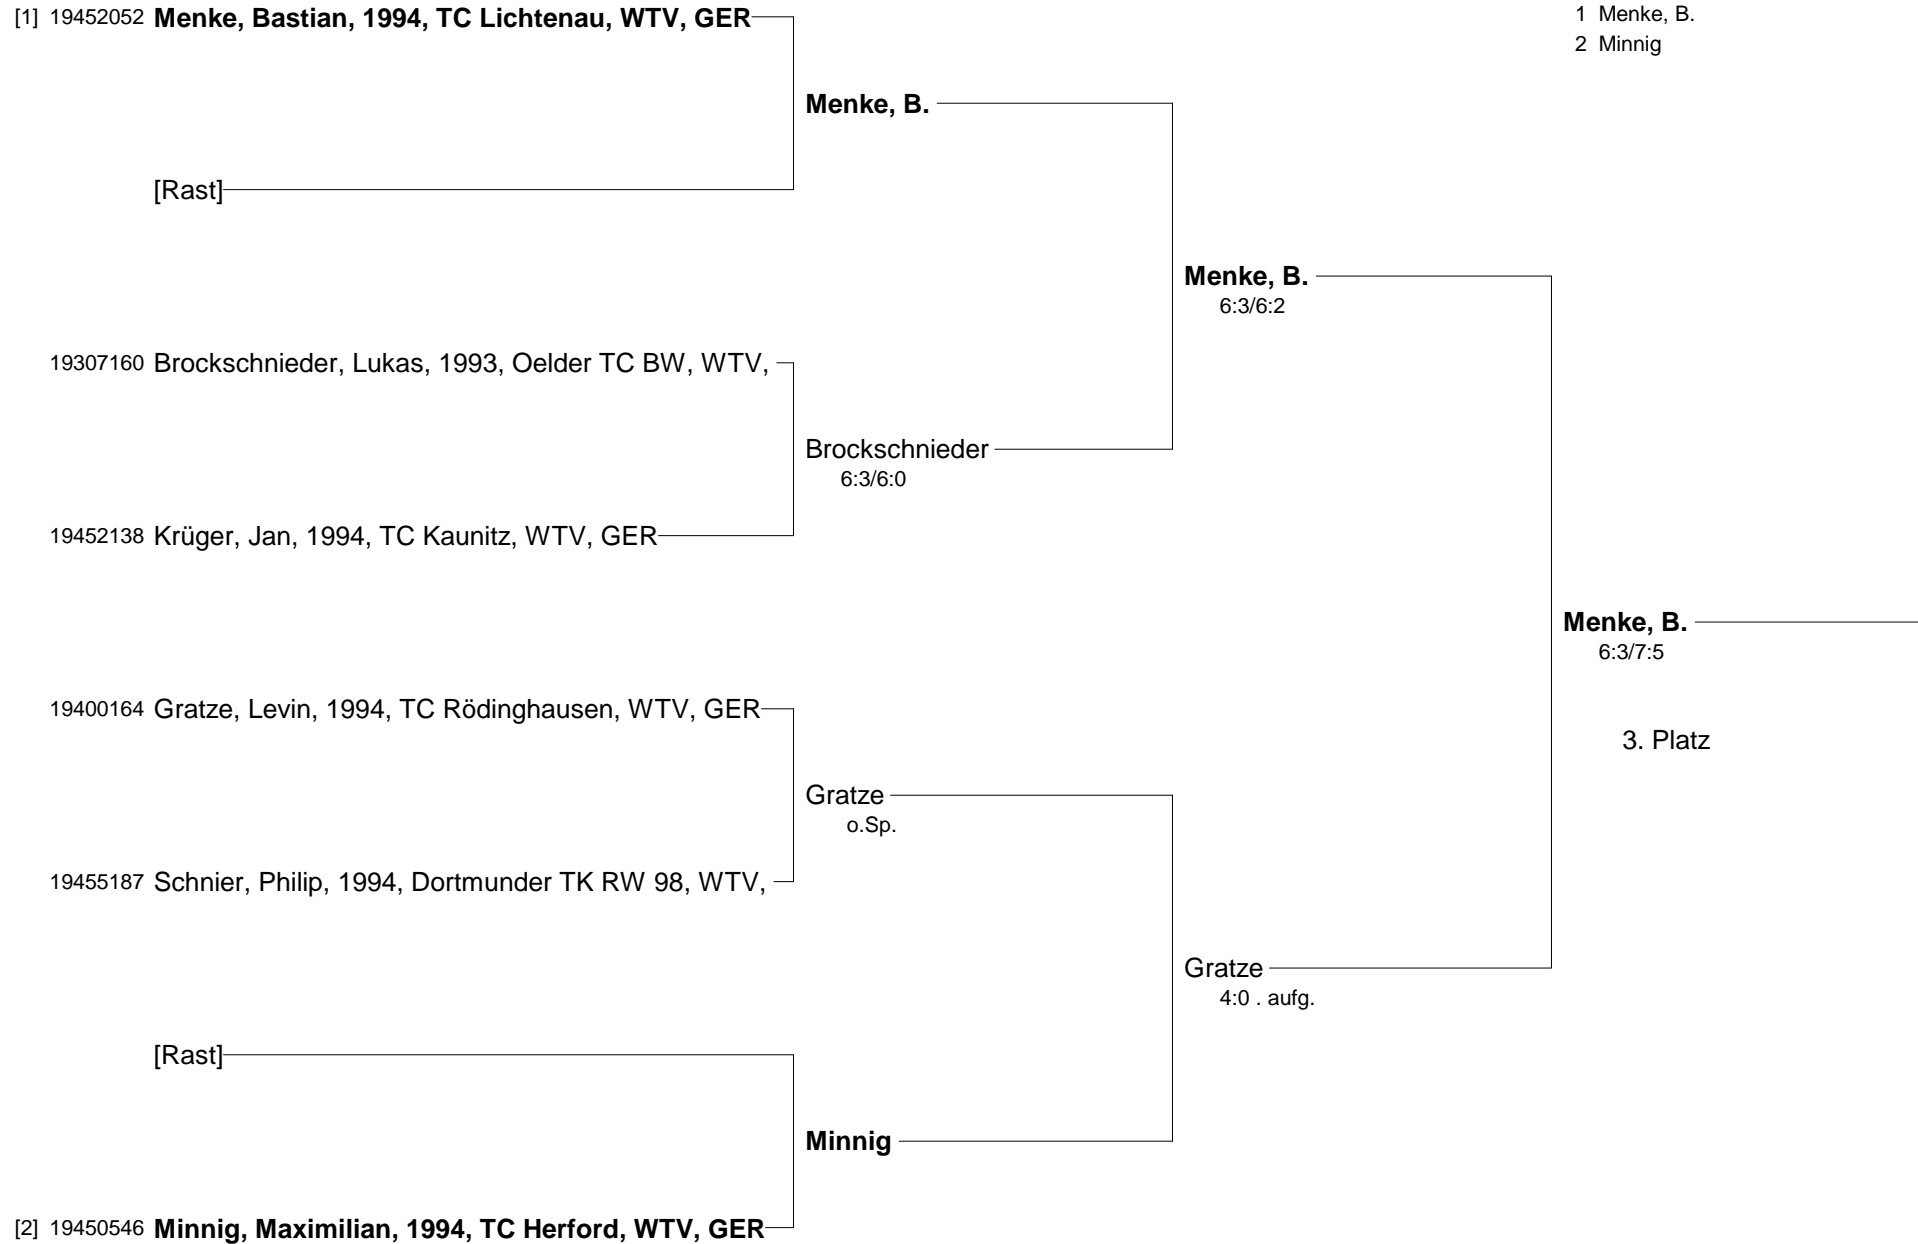 [1] 19452052 Menke, Bastian, 1994, TC Lichtenau, WTV, GER
1 Menke, B.
2 Minnig
Menke, B.
[Rast]
Menke, B.
6:3/6:2
19307160 Brockschnieder, Lukas, 1993, Oelder TC BW, WTV,
Brockschnieder
6:3/6:0
19452138 Krüger, Jan, 1994, TC Kaunitz, WTV, GER
Menke, B.
6:3/7:5
19400164 Gratze, Levin, 1994, TC Rödinghausen, WTV, GER
3. Platz
Gratze
o.Sp.
19455187 Schnier, Philip, 1994, Dortmunder TK RW 98, WTV,
Gratze
4:0 . aufg.
[Rast]
Minnig
[2] 19450546 Minnig, Maximilian, 1994, TC Herford, WTV, GER